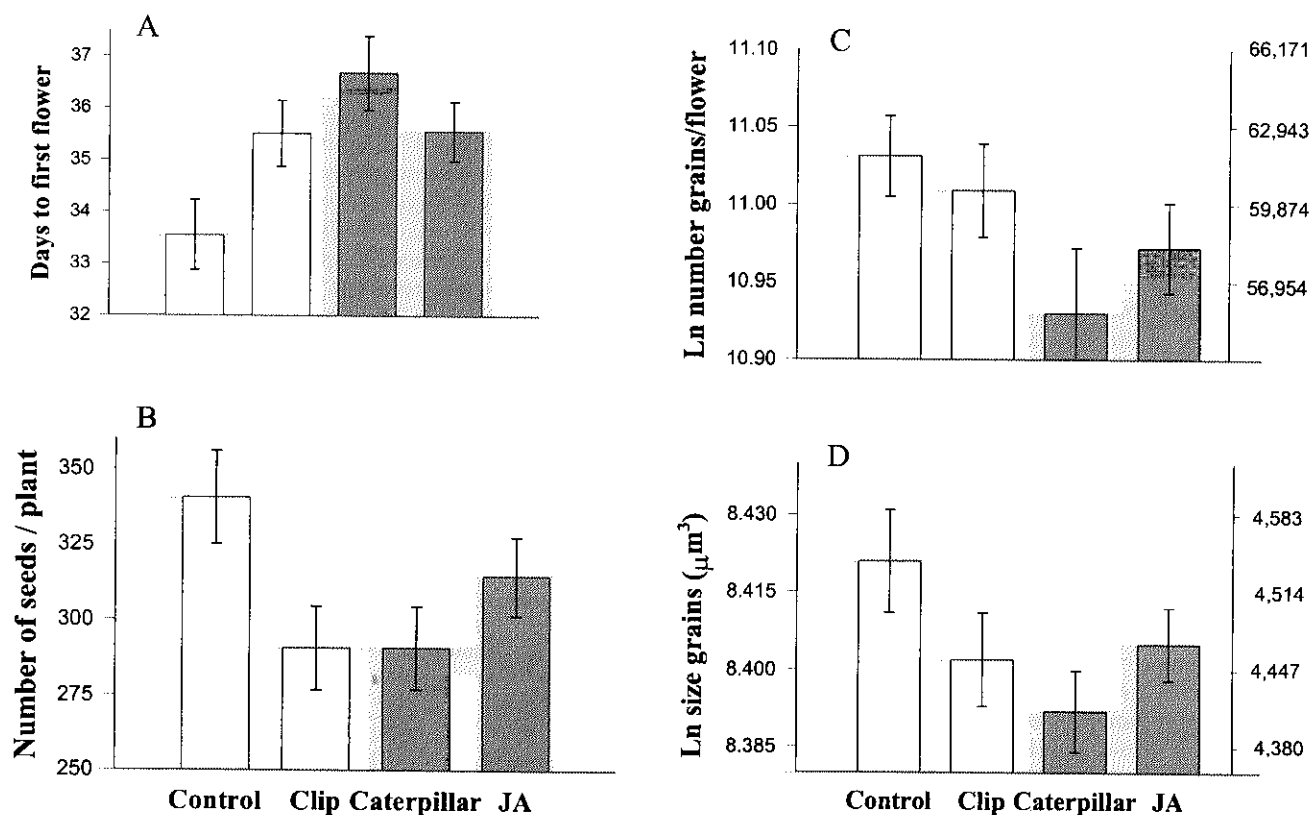 A
Days to first flower
37
36
35
34
33
32
B
Number of seeds / plant
350
325
300
275
250
Control Clip Caterpillar JA
C
Ln number grains/flower
11.10
11.05
11.00
10.95
10.90
66,171
62,943
59,874
56,954
D
Ln size grains (μm³)
8.430
8.415
8.400
8.385
4,583
4,514
4,447
4,380
Control Clip Caterpillar JA